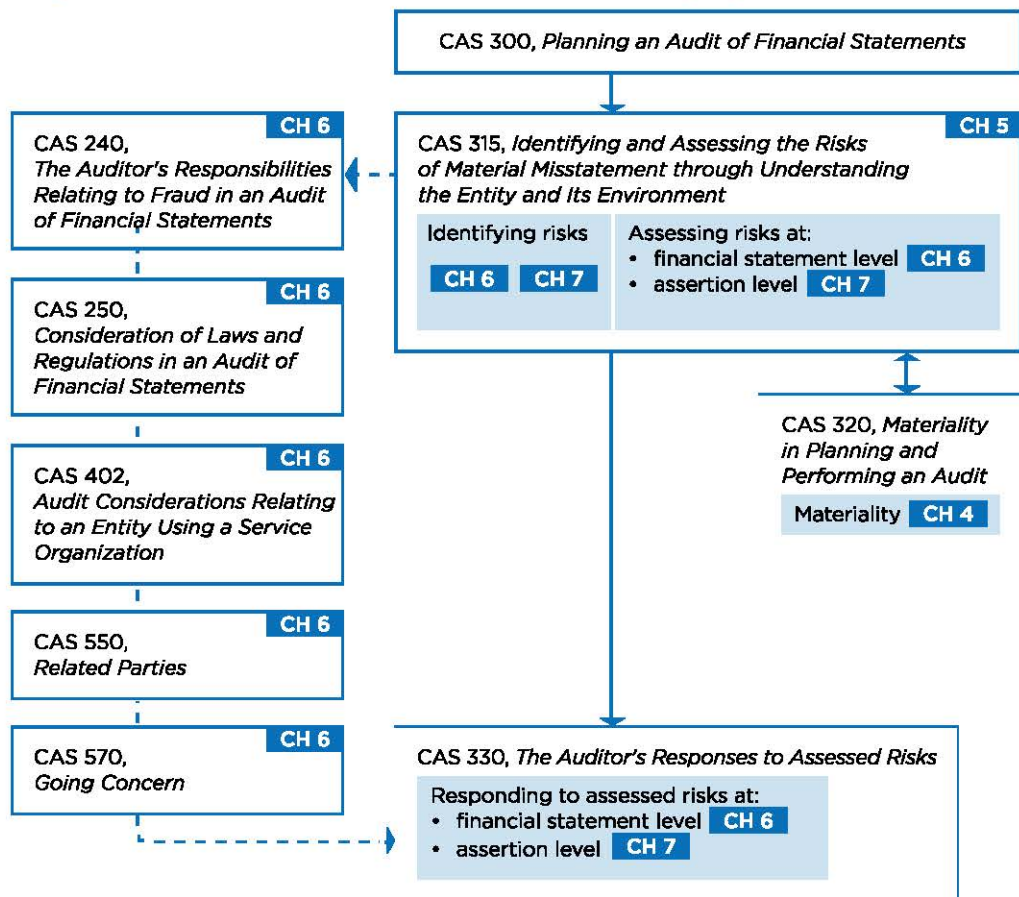 CAS 300, Planning an Audit of Financial Statements
CH 6
CAS 240,
The Auditor's Responsibilities
Relating to Fraud in an Audit
of Financial Statements
CH 5
CAS 315, Identifying and Assessing the Risks
of Material Misstatement through Understanding
the Entity and Its Environment
Identifying risks
CH 6 CH 7
Assessing risks at:
• financial statement level CH 6
• assertion level CH 7
CH 6
CAS 250,
Consideration of Laws and
Regulations in an Audit of
Financial Statements
CAS 320, Materiality
in Planning and
Performing an Audit
Materiality CH 4
CH 6
CAS 402,
Audit Considerations Relating
to an Entity Using a Service
Organization
CH 6
CAS 550,
Related Parties
CH 6
CAS 570,
Going Concern
CAS 330, The Auditor's Responses to Assessed Risks
Responding to assessed risks at:
• financial statement level CH 6
• assertion level CH 7